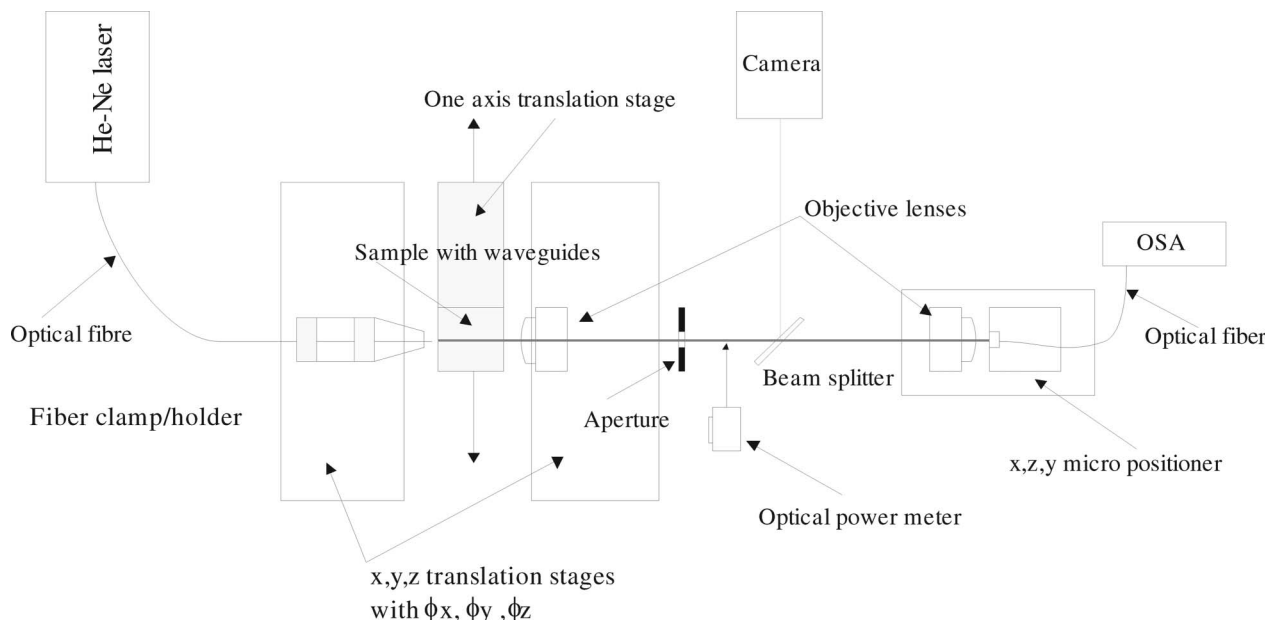 He-Ne laser
Camera
One axis translation stage
Objective lenses
OSA
Sample with waveguides
Optical fibre
Optical fiber
Beam splitter
Fiber clamp/holder
Aperture
x,z,y micro positioner
Optical power meter
x,y,z translation stages
with ϕx, ϕy ,ϕz